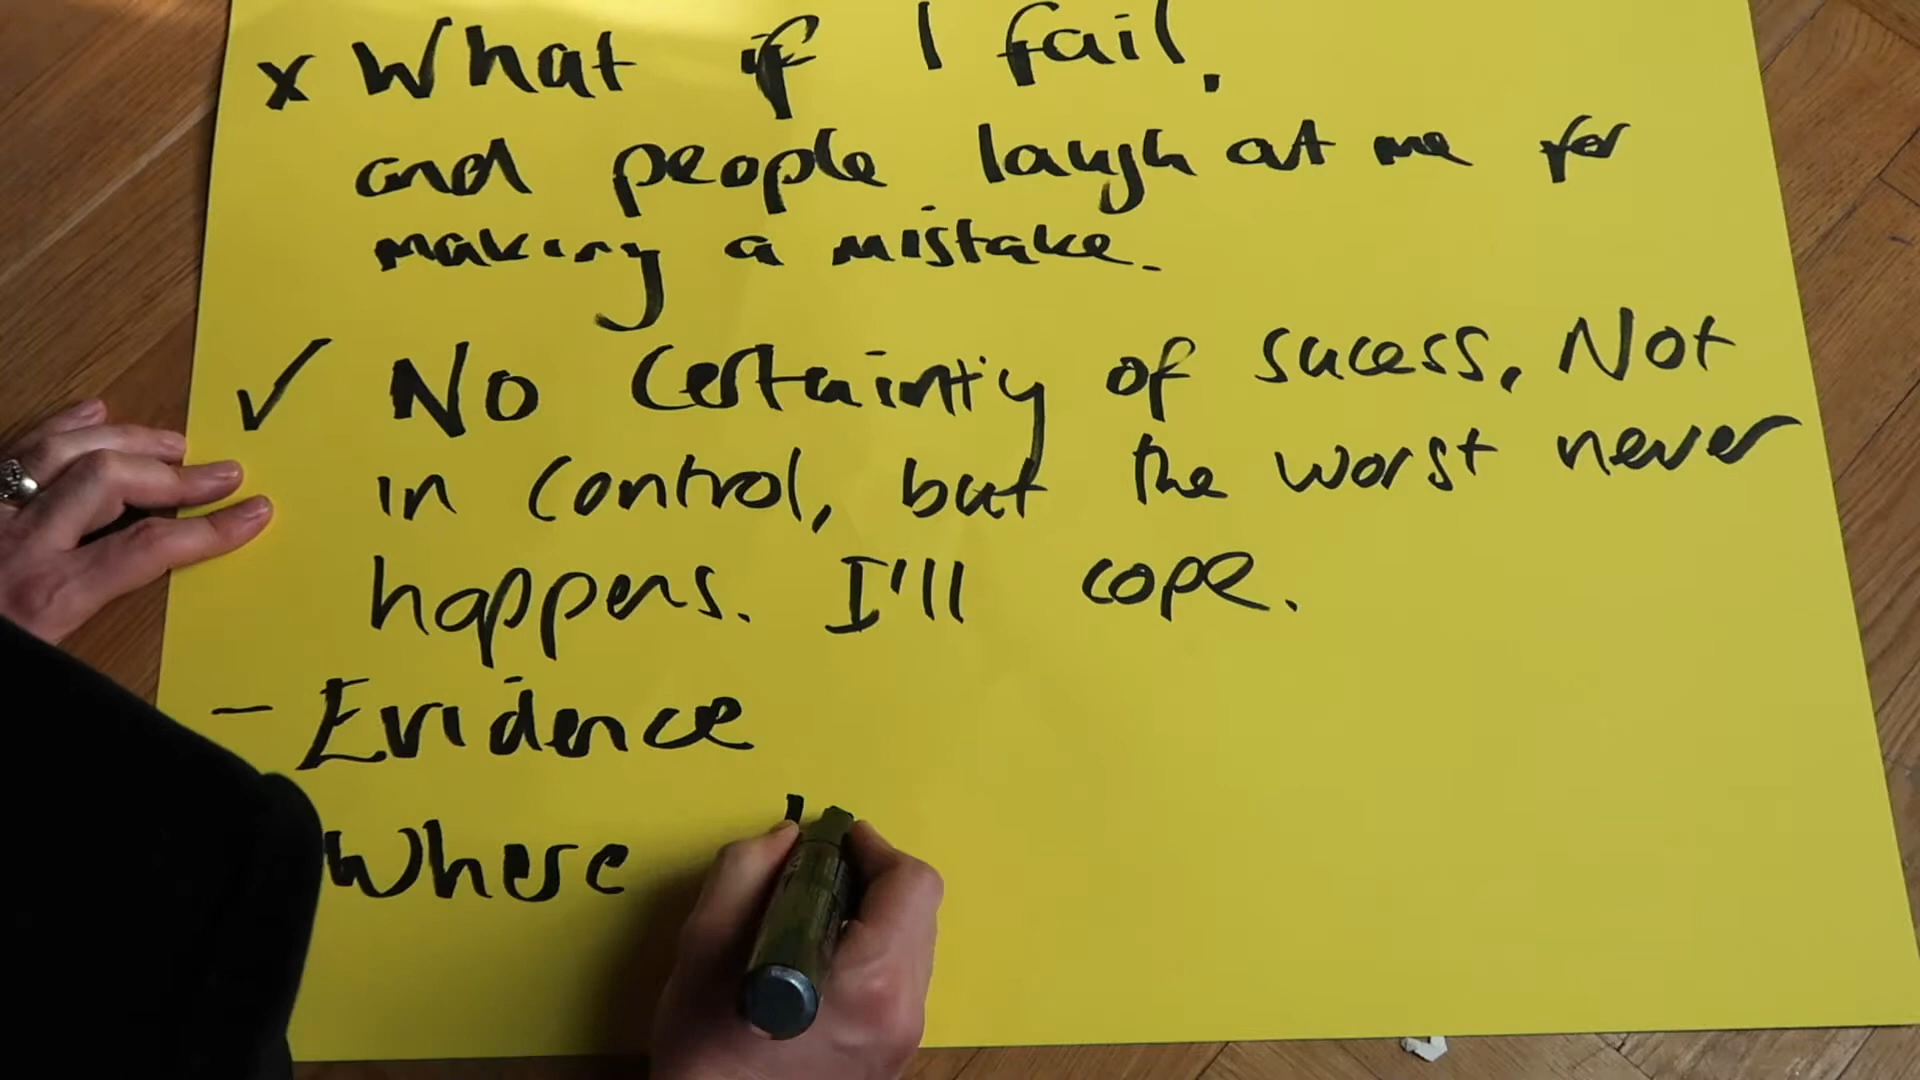 x What if I fail.
and people laugh at me for
making a mistake.
✓ No certainty of sucess, Not
in control, but the worst never
happens. I'll cope.
- Evidence
Where